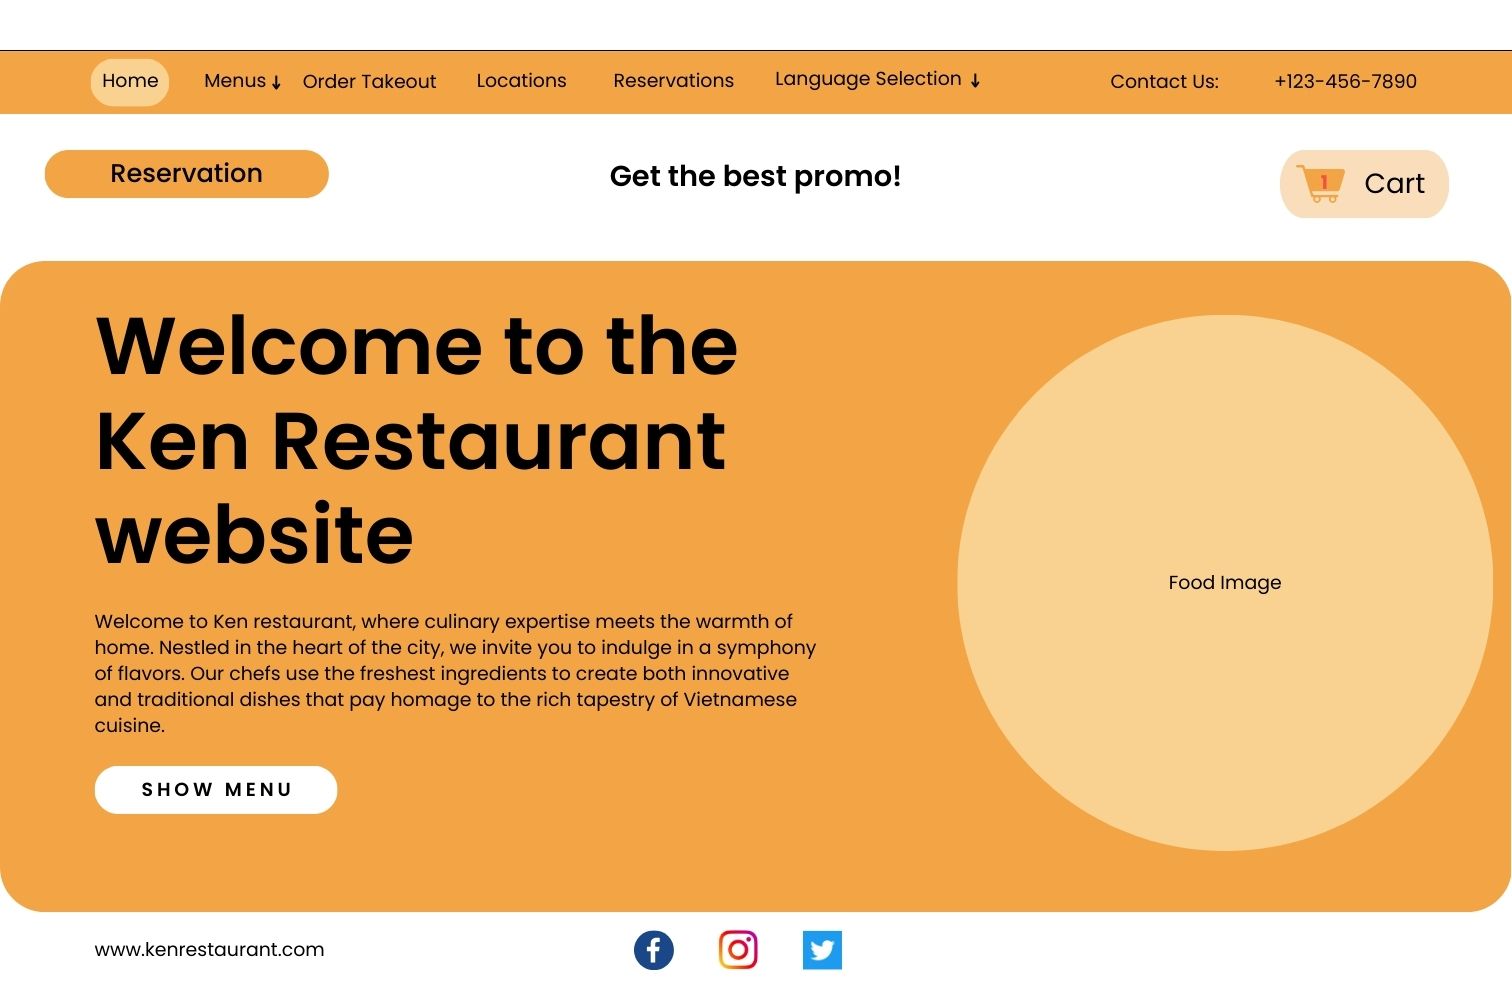 Home Menus ↓ Order Takeout Locations Reservations Language Selection ↓ Contact Us: +123-456-7890
Reservation
Get the best promo!
1 Cart
Welcome to the
Ken Restaurant
website
Welcome to Ken restaurant, where culinary expertise meets the warmth of
home. Nestled in the heart of the city, we invite you to indulge in a symphony
of flavors. Our chefs use the freshest ingredients to create both innovative
and traditional dishes that pay homage to the rich tapestry of Vietnamese
cuisine.
SHOW MENU
Food Image
www.kenrestaurant.com